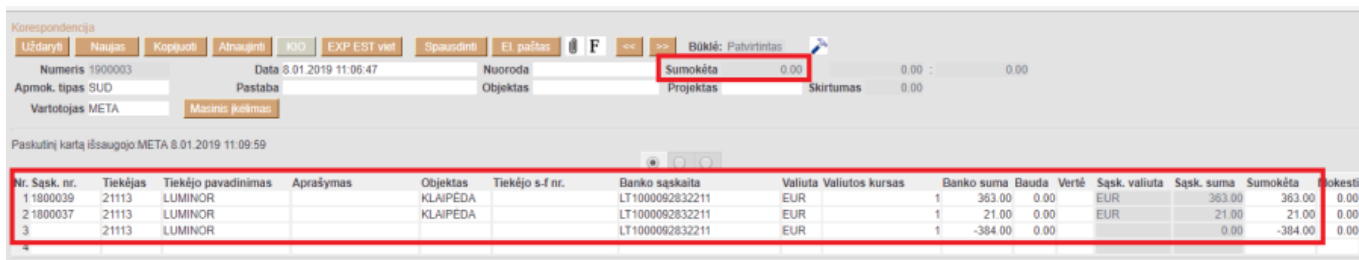 Korespondencija
Uždaryti Naujas Kopijuoti Atnaujinti KIO EXP EST viet Spausdinti El. paštas F << >> Būklė: Patvirtintas
Numeris 1900003 Data 8.01.2019 11:06:47 Nuoroda Sumokėta 0.00 0.00 : 0.00
Apmok. tipas SUD Pastaba Objektas Projektas Skirtumas 0.00
Vartotojas META Masinis įkėlimas
Paskutinį kartą išsaugojo:META 8.01.2019 11:09:59
Nr. Sąsk. nr. Tiekėjas Tiekėjo pavadinimas Aprašymas Objektas Tiekėjo s-f nr. Banko sąskaita Valiuta Valiutos kursas Banko suma Bauda Vertė Sąsk. valiuta Sąsk. suma Sumokėta Mokesti
1 1800039 21113 LUMINOR KLAIPĖDA LT1000092832211 EUR 1 363.00 0.00 EUR 363.00 363.00 0.00
2 1800037 21113 LUMINOR KLAIPĖDA LT1000092832211 EUR 1 21.00 0.00 EUR 21.00 21.00 0.00
3 21113 LUMINOR LT1000092832211 EUR 1 -384.00 0.00 0.00 -384.00 0.00
4